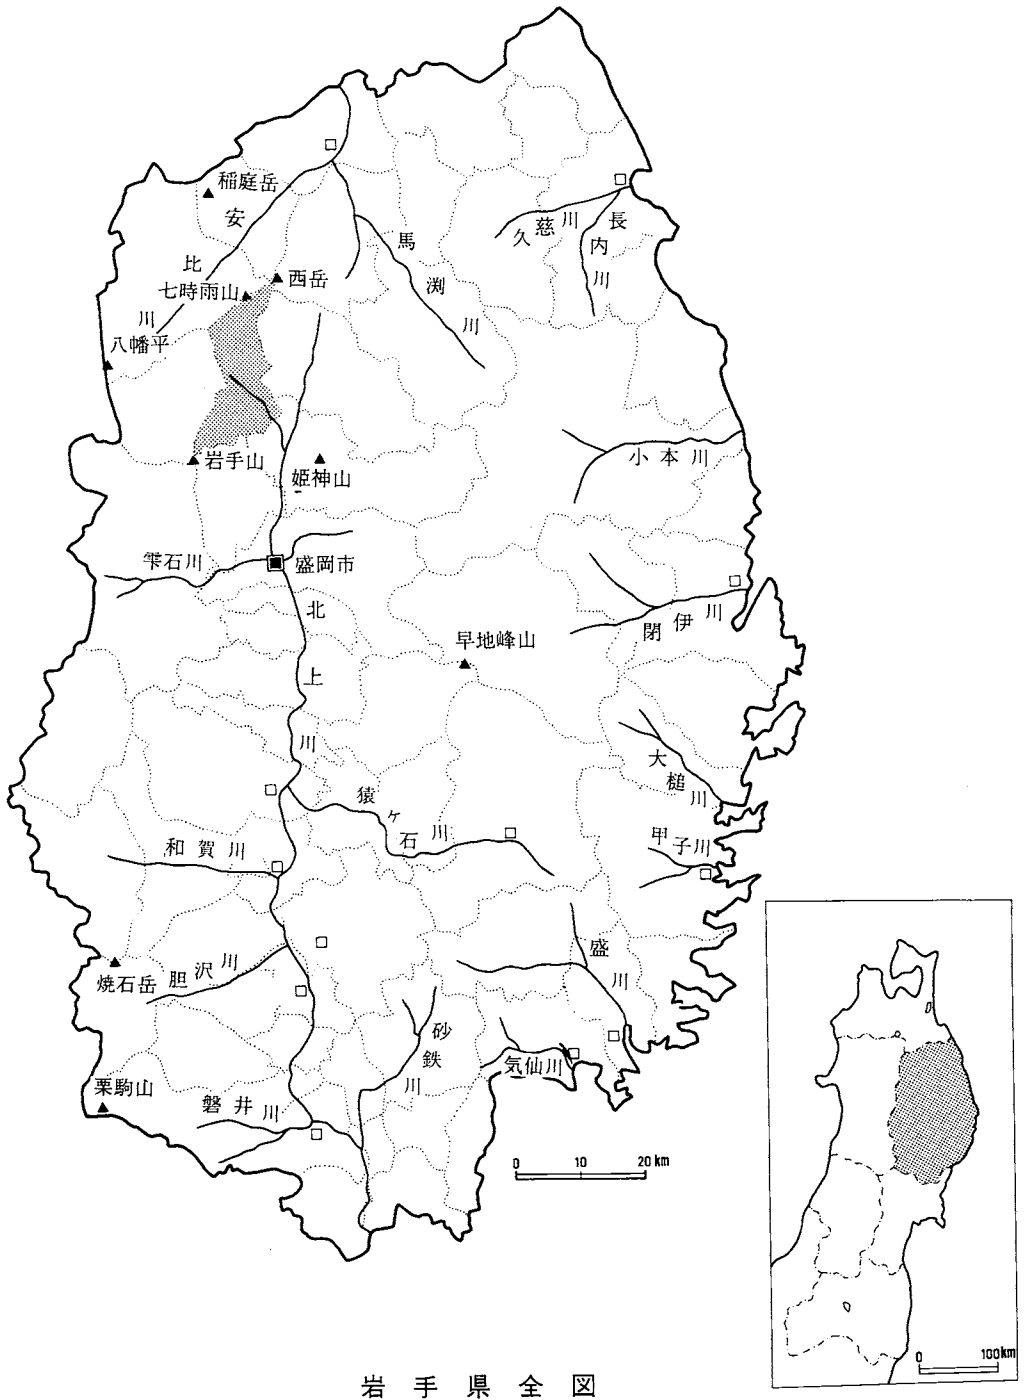 稲庭岳
安比川
七時雨山
西岳
八幡平
馬渕川
久慈川
長内川
岩手山
姫神山
小本川
雫石川
盛岡市
北上川
閉伊川
早地峰山
大槌川
猿ヶ石川
甲子川
和賀川
盛川
焼石岳
胆沢川
砂鉄川
気仙川
栗駒山
磐井川
0 10 20km
0 100km
岩手県全図